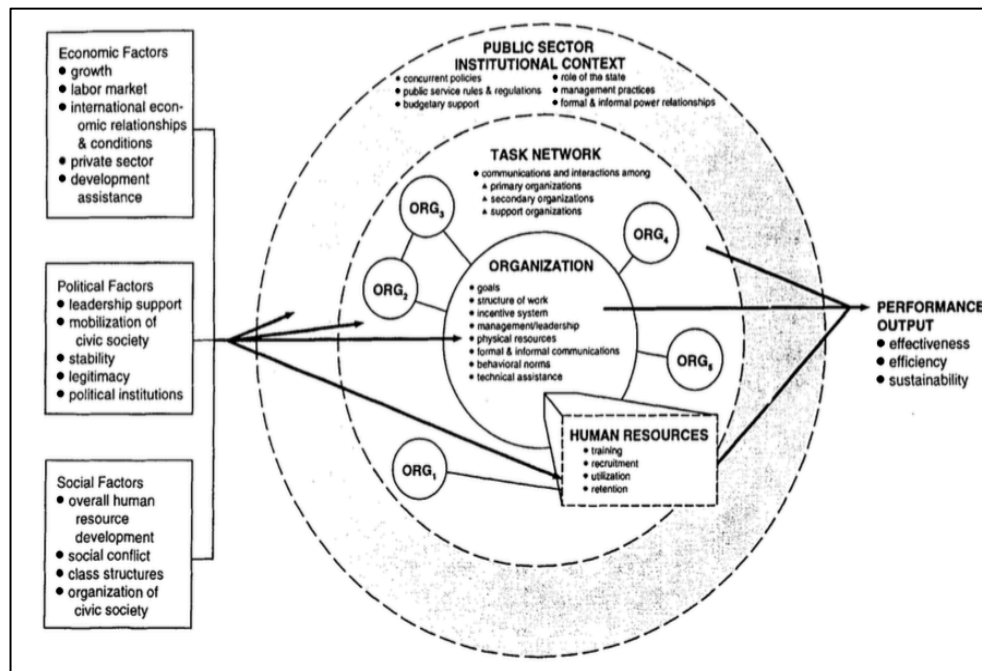 Economic Factors
● growth
● labor market
● international econ-
omic relationships
& conditions
● private sector
● development
assistance
Political Factors
● leadership support
● mobilization of
civic society
● stability
● legitimacy
● political institutions
Social Factors
● overall human
resource
development
● social conflict
● class structures
● organization of
civic society
PUBLIC SECTOR
INSTITUTIONAL CONTEXT
● concurrent policies
● public service rules & regulations
● budgetary support
● role of the state
● management practices
● formal & informal power relationships
TASK NETWORK
● communications and interactions among
▲ primary organizations
▲ secondary organizations
▲ support organizations
ORG₃
ORG₂
ORG₄
ORG₅
ORG₁
ORGANIZATION
● goals
● structure of work
● incentive system
● management/leadership
● physical resources
● formal & informal communications
● behavioral norms
● technical assistance
HUMAN RESOURCES
● training
● recruitment
● utilization
● retention
PERFORMANCE
OUTPUT
● effectiveness
● efficiency
● sustainability